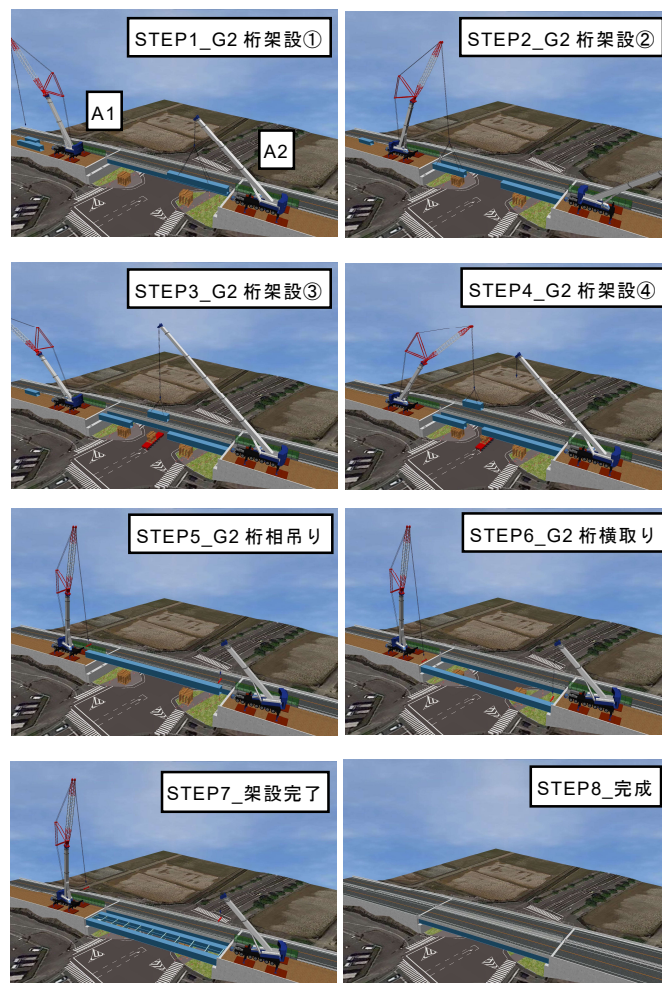 STEP1_G2 桁架設①
STEP2_G2 桁架設②
A1
A2
STEP3_G2 桁架設③
STEP4_G2 桁架設④
STEP5_G2 桁相吊り
STEP6_G2 桁横取り
STEP7_架設完了
STEP8_完成